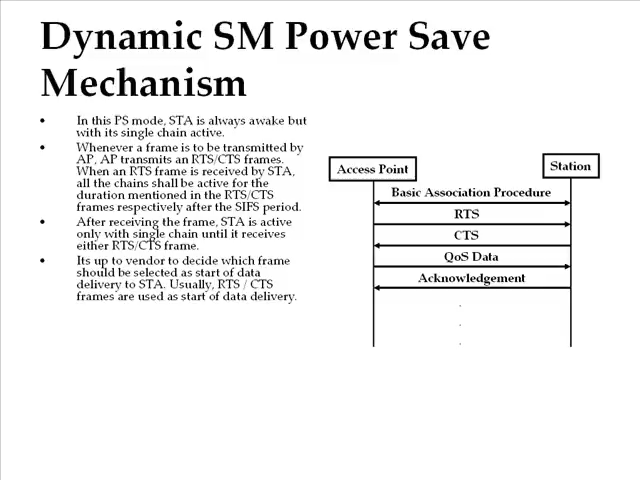 Dynamic SM Power Save
Mechanism
• In this PS mode, STA is always awake but
with its single chain active.
• Whenever a frame is to be transmitted by
AP, AP transmits an RTS/CTS frames.
When an RTS frame is received by STA,
all the chains shall be active for the
duration mentioned in the RTS/CTS
frames respectively after the SIFS period.
• After receiving the frame, STA is active
only with single chain until it receives
either RTS/CTS frame.
• Its up to vendor to decide which frame
should be selected as start of data
delivery to STA. Usually, RTS / CTS
frames are used as start of data delivery.
Access Point
Station
Basic Association Procedure
RTS
CTS
QoS Data
Acknowledgement
.
.
.